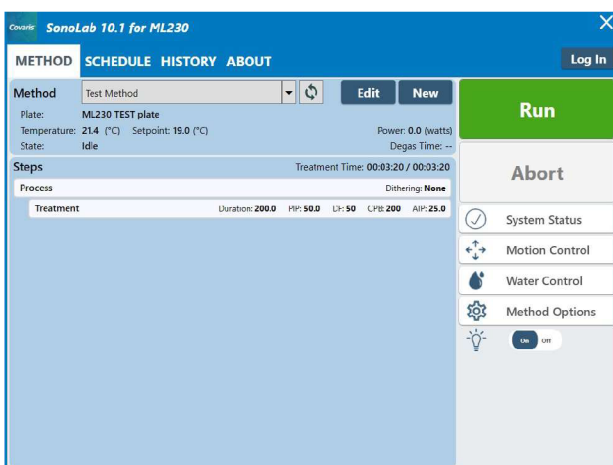 Covaris SonoLab 10.1 for ML230
METHOD SCHEDULE HISTORY ABOUT Log In
Method Test Method Edit New
Plate: ML230 TEST plate
Temperature: 21.4 (°C) Setpoint: 19.0 (°C) Power: 0.0 (watts)
State: Idle Degas Time: --
Steps Treatment Time: 00:03:20 / 00:03:20
Process Dithering: None
Treatment Duration: 200.0 PIP: 50.0 DF: 50 CPB: 200 AIP: 25.0
Run
Abort
System Status
Motion Control
Water Control
Method Options
On Off